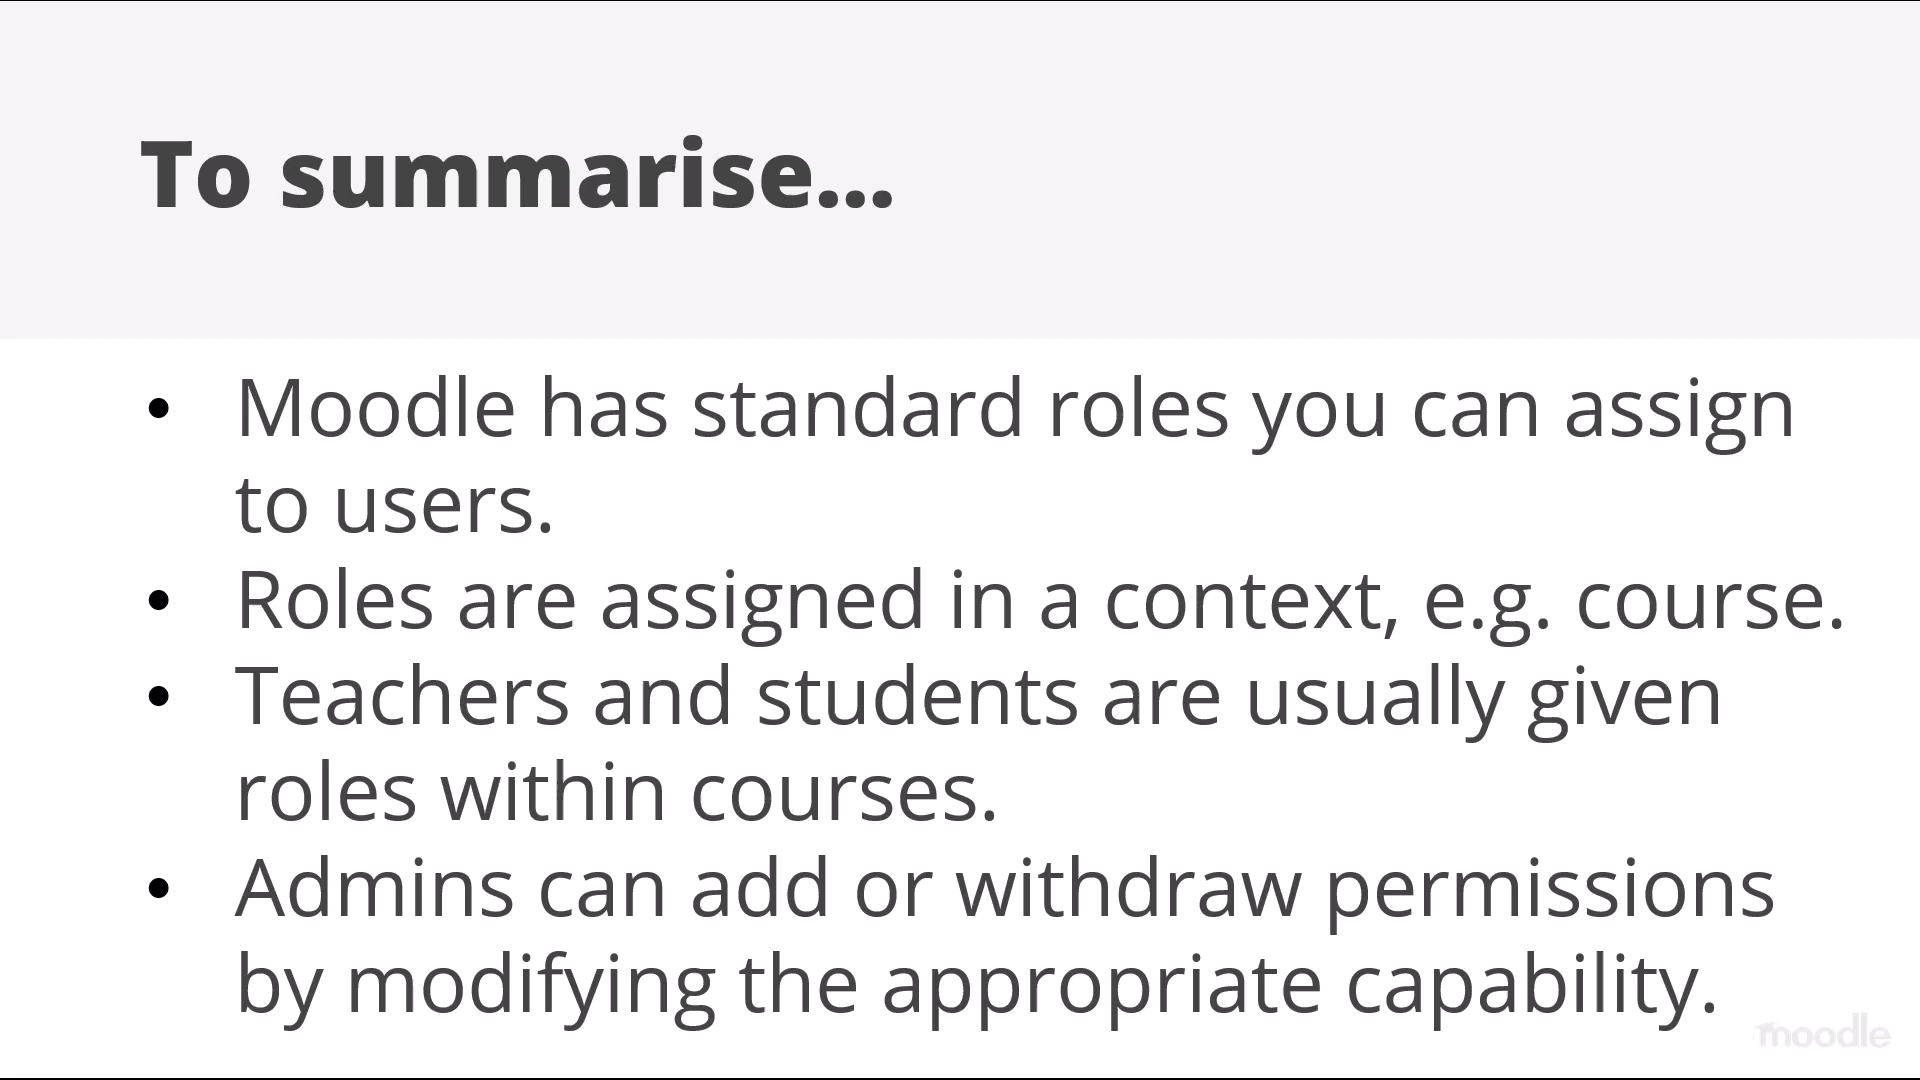 To summarise...
• Moodle has standard roles you can assign
to users.
• Roles are assigned in a context, e.g. course.
• Teachers and students are usually given
roles within courses.
• Admins can add or withdraw permissions
by modifying the appropriate capability.
moodle